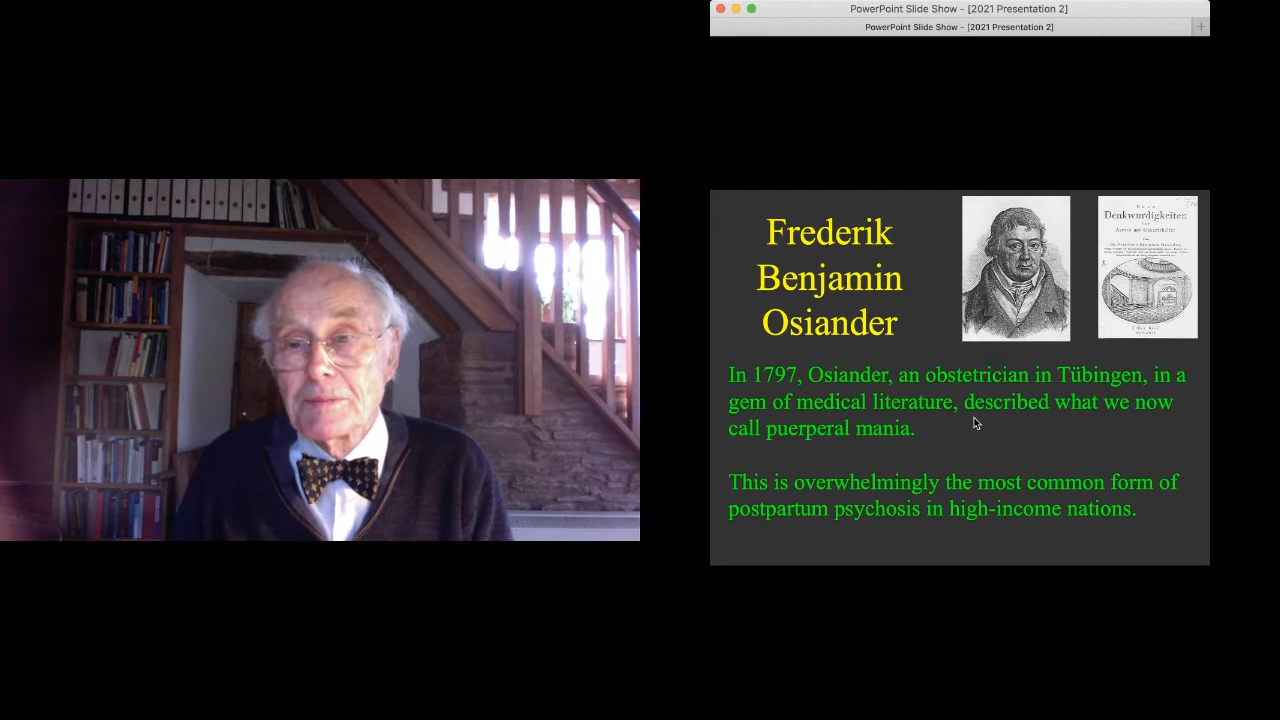 PowerPoint Slide Show - [2021 Presentation 2]
PowerPoint Slide Show - [2021 Presentation 2]
Frederik
Benjamin
Osiander
Denkwürdigkeiten
In 1797, Osiander, an obstetrician in Tübingen, in a
gem of medical literature, described what we now
call puerperal mania.
This is overwhelmingly the most common form of
postpartum psychosis in high-income nations.